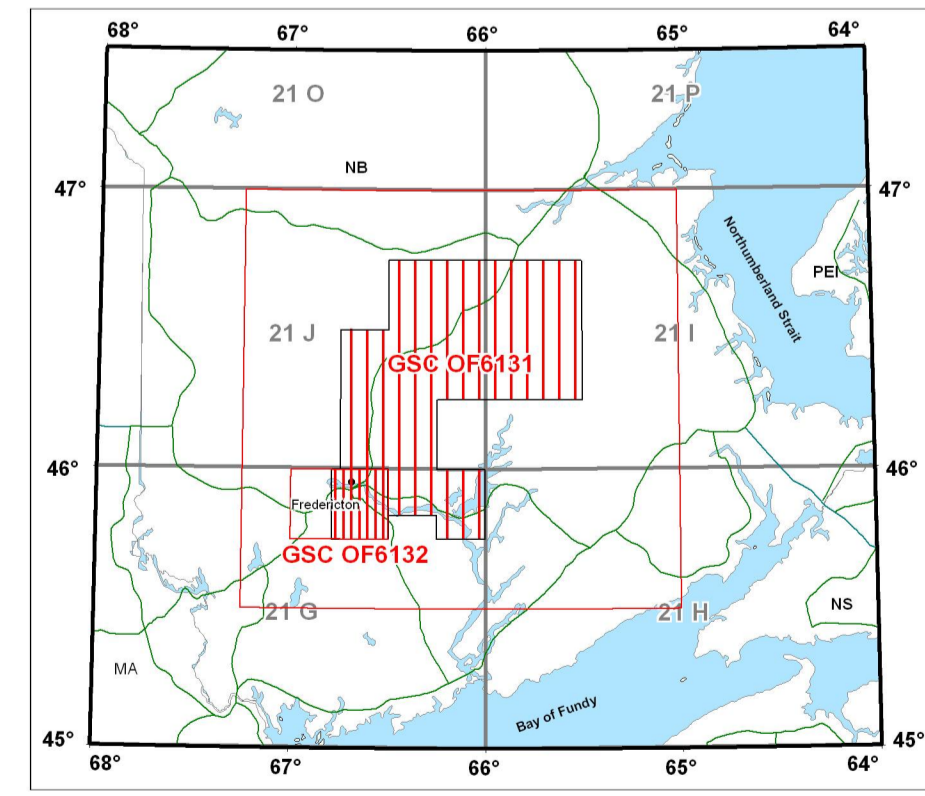 68°
67°
66°
65°
64°
21 O
21 P
NB
47°
47°
Northumberland Strait
PEI
21 J
21 I
GSC OF6131
46°
46°
Fredericton
GSC OF6132
21 G
21 H
NS
MA
Bay of Fundy
45°
45°
68°
67°
66°
65°
64°